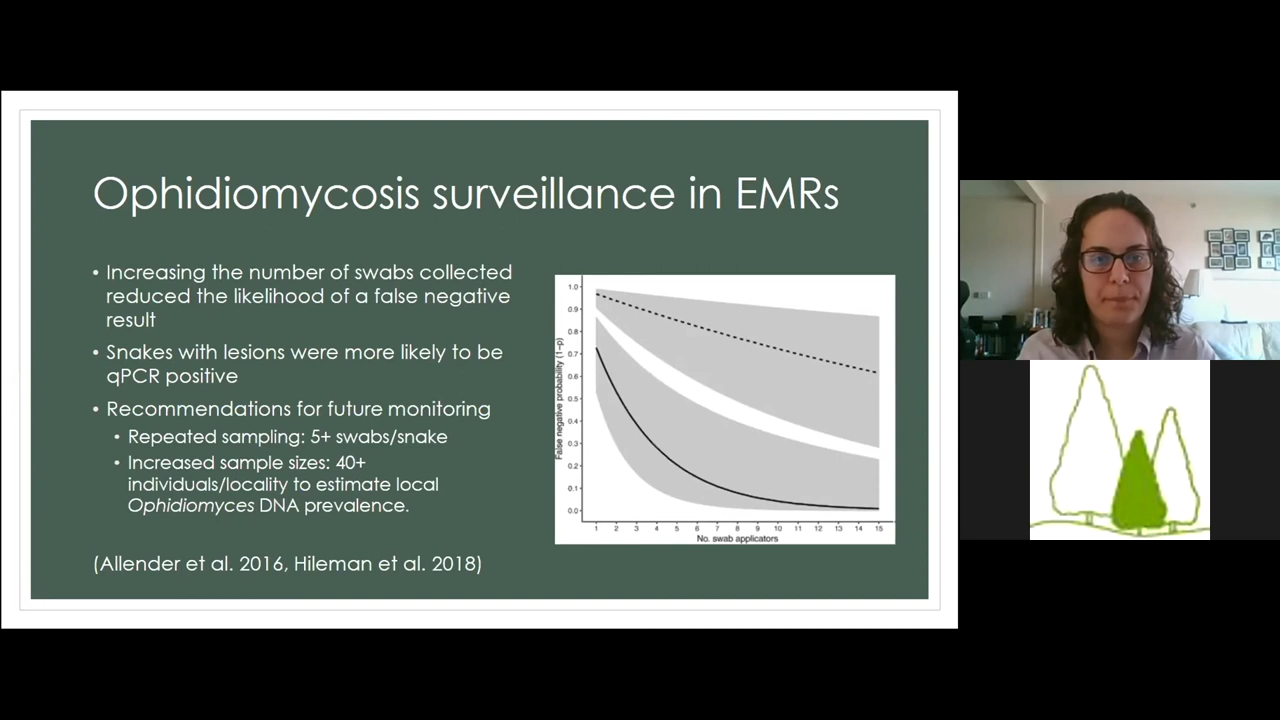 Ophidiomycosis surveillance in EMRs
• Increasing the number of swabs collected
reduced the likelihood of a false negative
result
• Snakes with lesions were more likely to be
qPCR positive
• Recommendations for future monitoring
• Repeated sampling: 5+ swabs/snake
• Increased sample sizes: 40+
individuals/locality to estimate local
Ophidiomyces DNA prevalence.
(Allender et al. 2016, Hileman et al. 2018)
False negative probability (1−p)
1.0
0.9
0.8
0.7
0.6
0.5
0.4
0.3
0.2
0.1
0.0
1 2 3 4 5 6 7 8 9 10 11 12 13 14 15
No. swab applicators